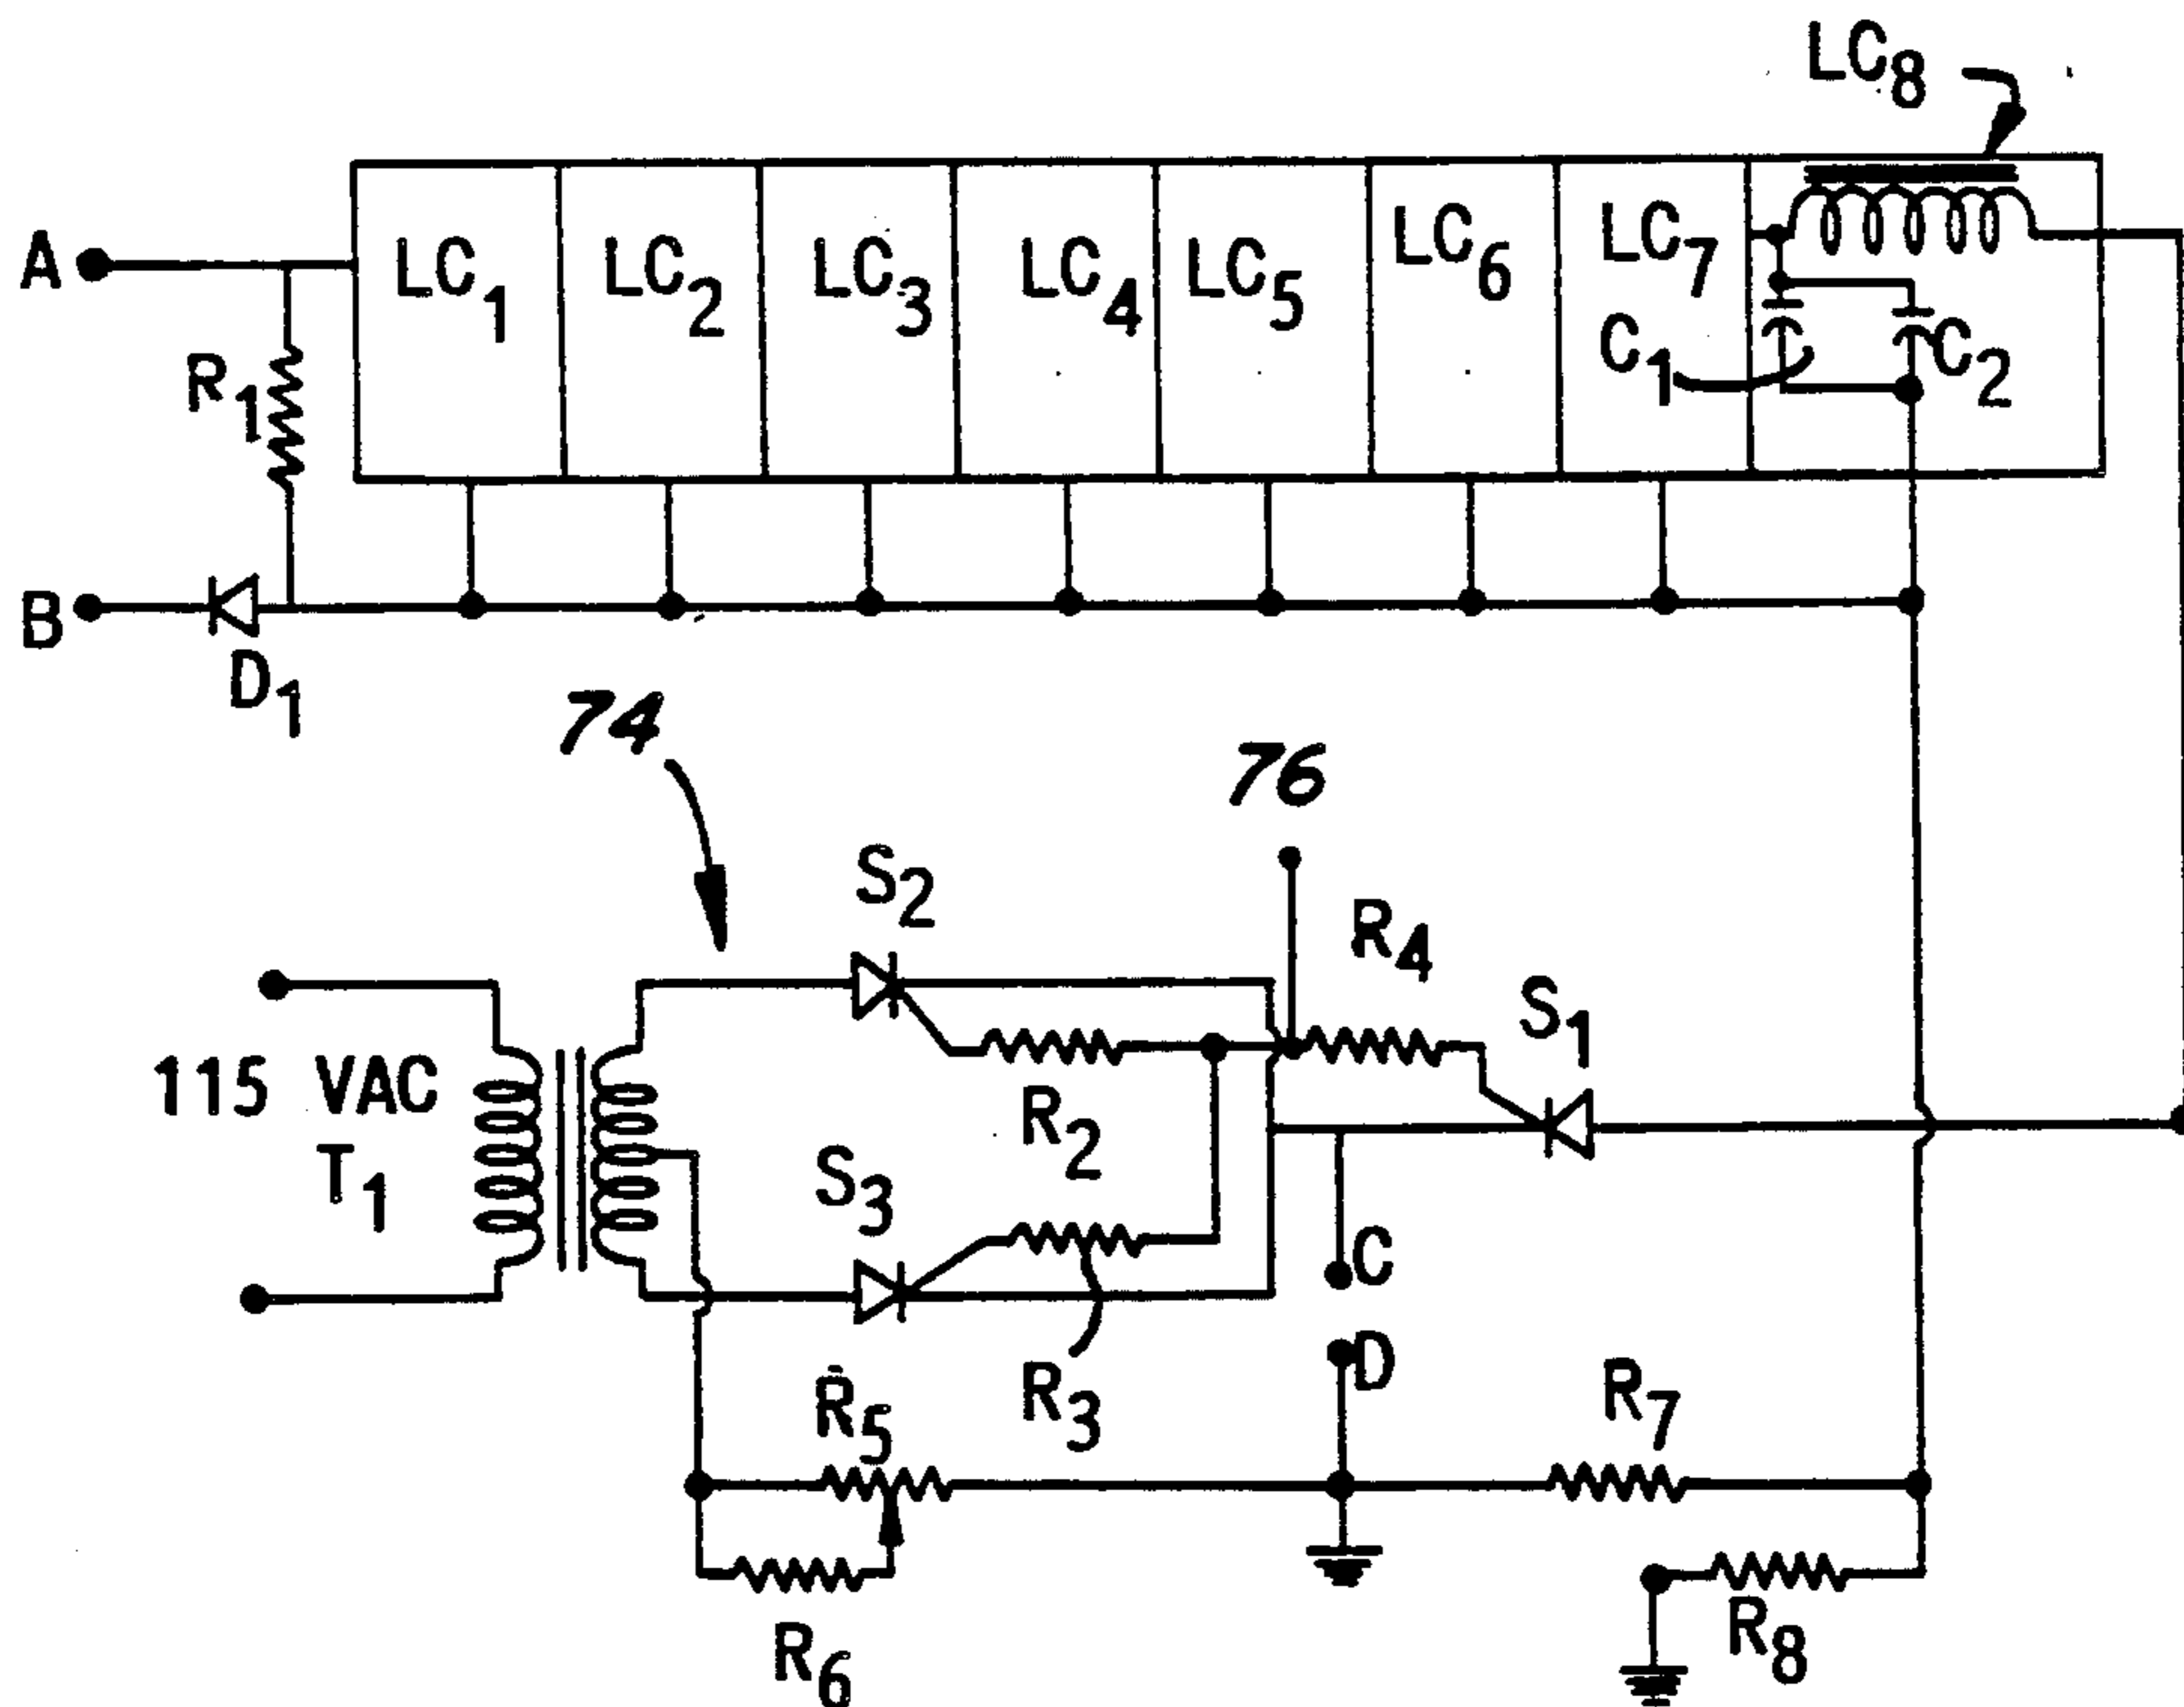 LC8
A
LC1 LC2 LC3 LC4 LC5 LC6 LC7
R1
C1 C2
B
D1
74
76
S2
R4
S1
115 VAC
T1
R2
S3
C
D
R5
R3
R7
R6
R8